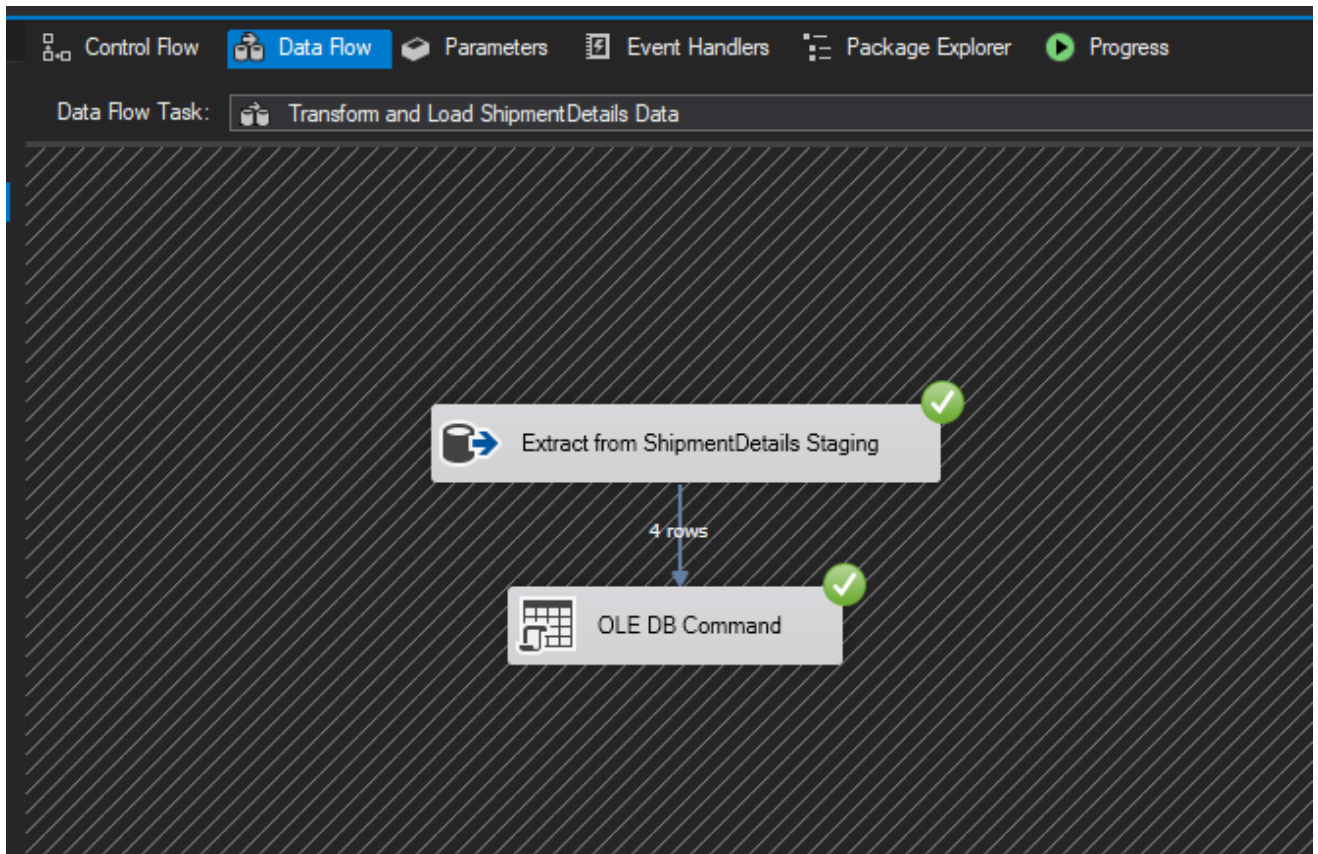 Control Flow Data Flow Parameters Event Handlers Package Explorer Progress
Data Flow Task: Transform and Load ShipmentDetails Data
Extract from ShipmentDetails Staging
4 rows
OLE DB Command